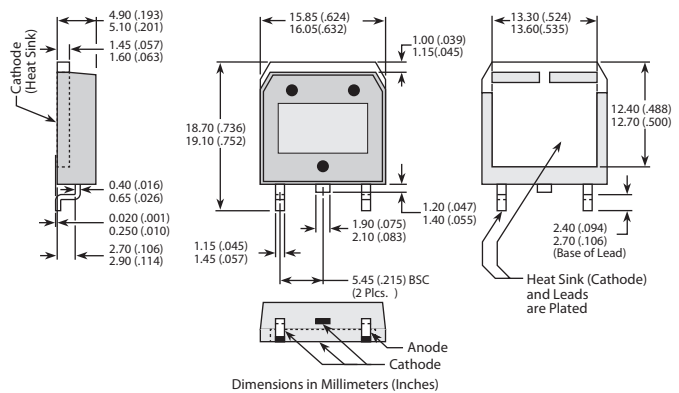 4.90 (.193)
5.10 (.201)
1.45 (.057)
1.60 (.063)
Cathode
(Heat Sink)
0.40 (.016)
0.65 (.026)
0.020 (.001)
0.250 (.010)
2.70 (.106)
2.90 (.114)
15.85 (.624)
16.05(.632)
1.00 (.039)
1.15(.045)
18.70 (.736)
19.10 (.752)
1.20 (.047)
1.40 (.055)
1.90 (.075)
2.10 (.083)
1.15 (.045)
1.45 (.057)
5.45 (.215) BSC
(2 Plcs. )
13.30 (.524)
13.60(.535)
12.40 (.488)
12.70 (.500)
2.40 (.094)
2.70 (.106)
(Base of Lead)
Heat Sink (Cathode)
and Leads
are Plated
Anode
Cathode
Dimensions in Millimeters (Inches)